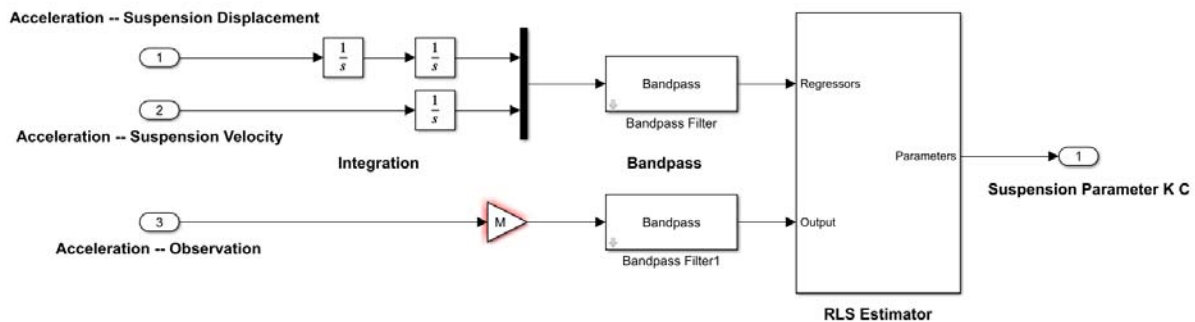 Acceleration -- Suspension Displacement
1
1
s
1
s
2
1
s
Acceleration -- Suspension Velocity
Integration
Bandpass
Bandpass Filter
Bandpass
Regressors
Parameters
1
Suspension Parameter K C
3
M
Bandpass
Bandpass Filter1
Output
Acceleration -- Observation
RLS Estimator